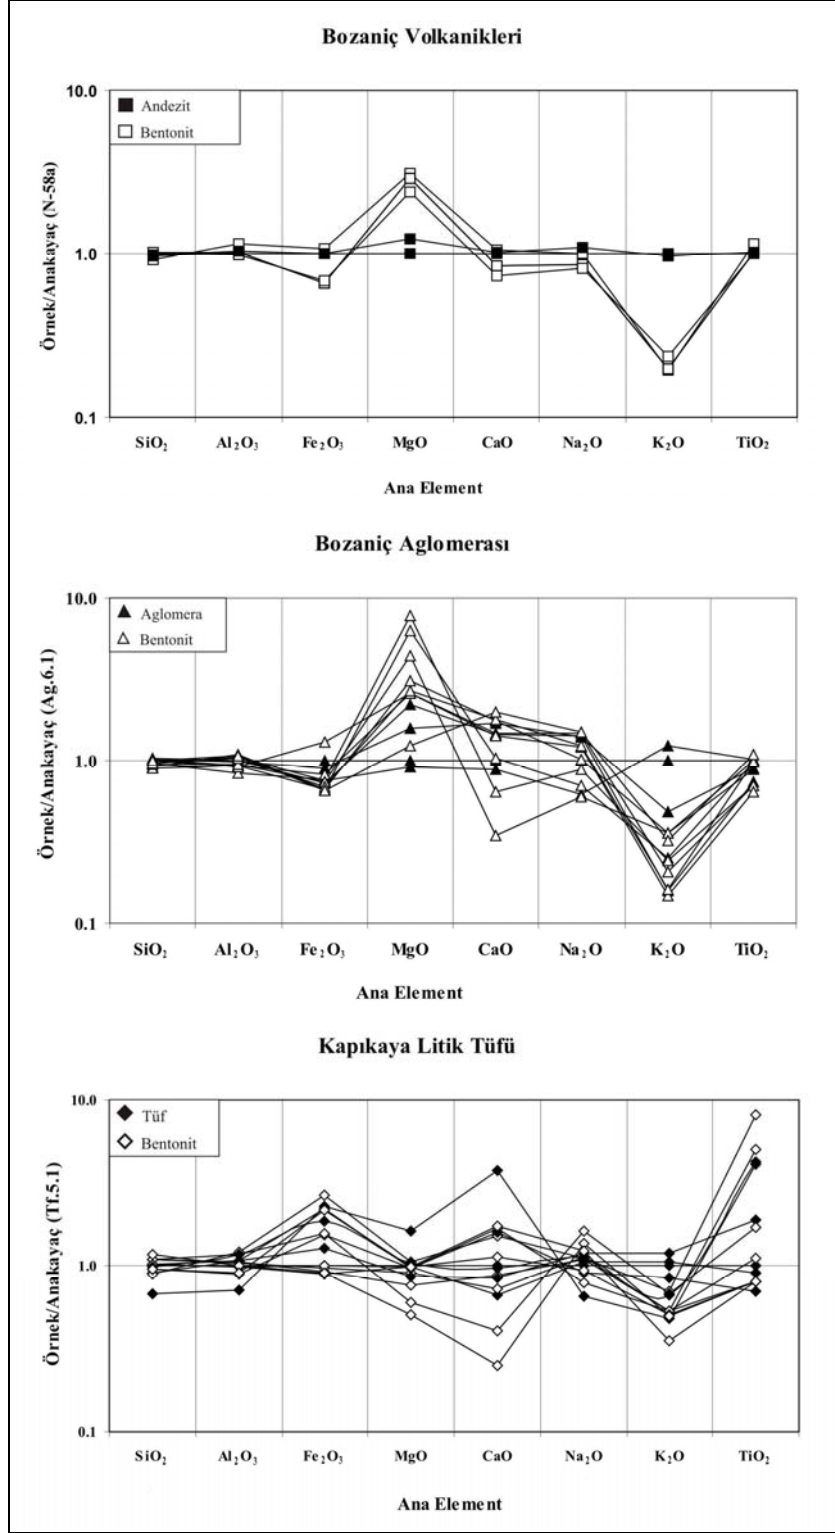 Bozaniç Volkanikleri
10.0
Andezit
Bentonit
1.0
0.1
Örnek/Anakayaç (N-58a)
SiO₂ Al₂O₃ Fe₂O₃ MgO CaO Na₂O K₂O TiO₂
Ana Element
Bozaniç Aglomerası
10.0
Aglomera
Bentonit
1.0
0.1
Örnek/Anakayaç (Ag.6.1)
SiO₂ Al₂O₃ Fe₂O₃ MgO CaO Na₂O K₂O TiO₂
Ana Element
Kapıkaya Litik Tüfü
10.0
Tüf
Bentonit
1.0
0.1
Örnek/Anakayaç (Tf.5.1)
SiO₂ Al₂O₃ Fe₂O₃ MgO CaO Na₂O K₂O TiO₂
Ana Element